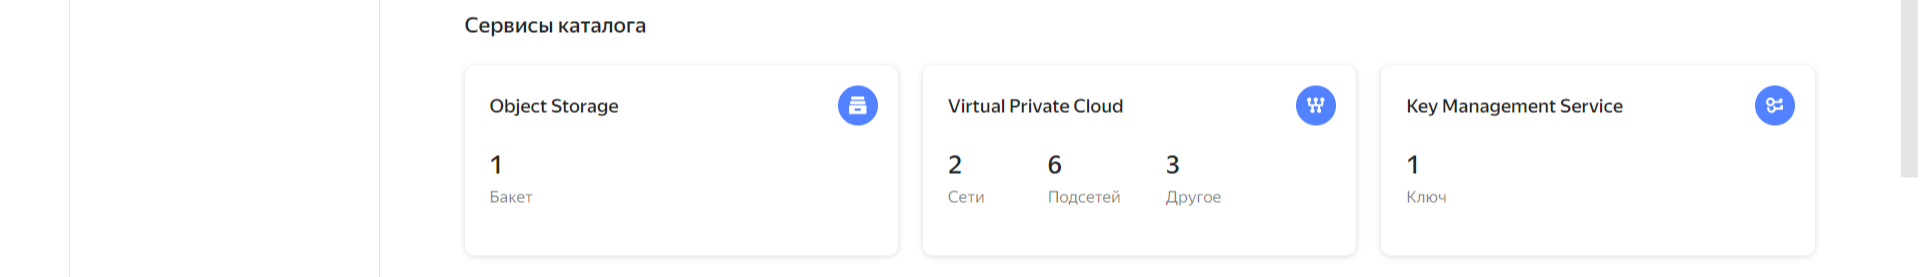 Сервисы каталога
Object Storage
1
Бакет
Virtual Private Cloud
2 6 3
Сети Подсетей Другое
Key Management Service
1
Ключ